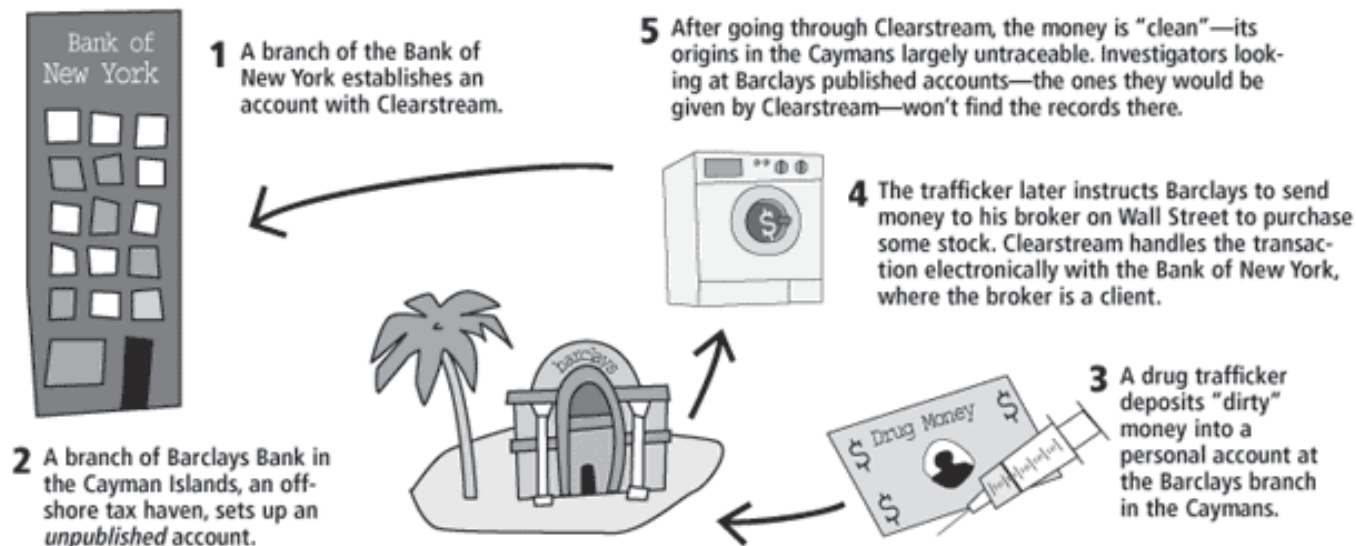 Bank of
New York
1 A branch of the Bank of
New York establishes an
account with Clearstream.
2 A branch of Barclays Bank in
the Cayman Islands, an off-
shore tax haven, sets up an
unpublished account.
barclays
3 A drug trafficker
deposits "dirty"
money into a
personal account at
the Barclays branch
in the Caymans.
$ Drug Money $
$
4 The trafficker later instructs Barclays to send
money to his broker on Wall Street to purchase
some stock. Clearstream handles the transac-
tion electronically with the Bank of New York,
where the broker is a client.
$
5 After going through Clearstream, the money is "clean"—its
origins in the Caymans largely untraceable. Investigators look-
ing at Barclays published accounts—the ones they would be
given by Clearstream—won't find the records there.